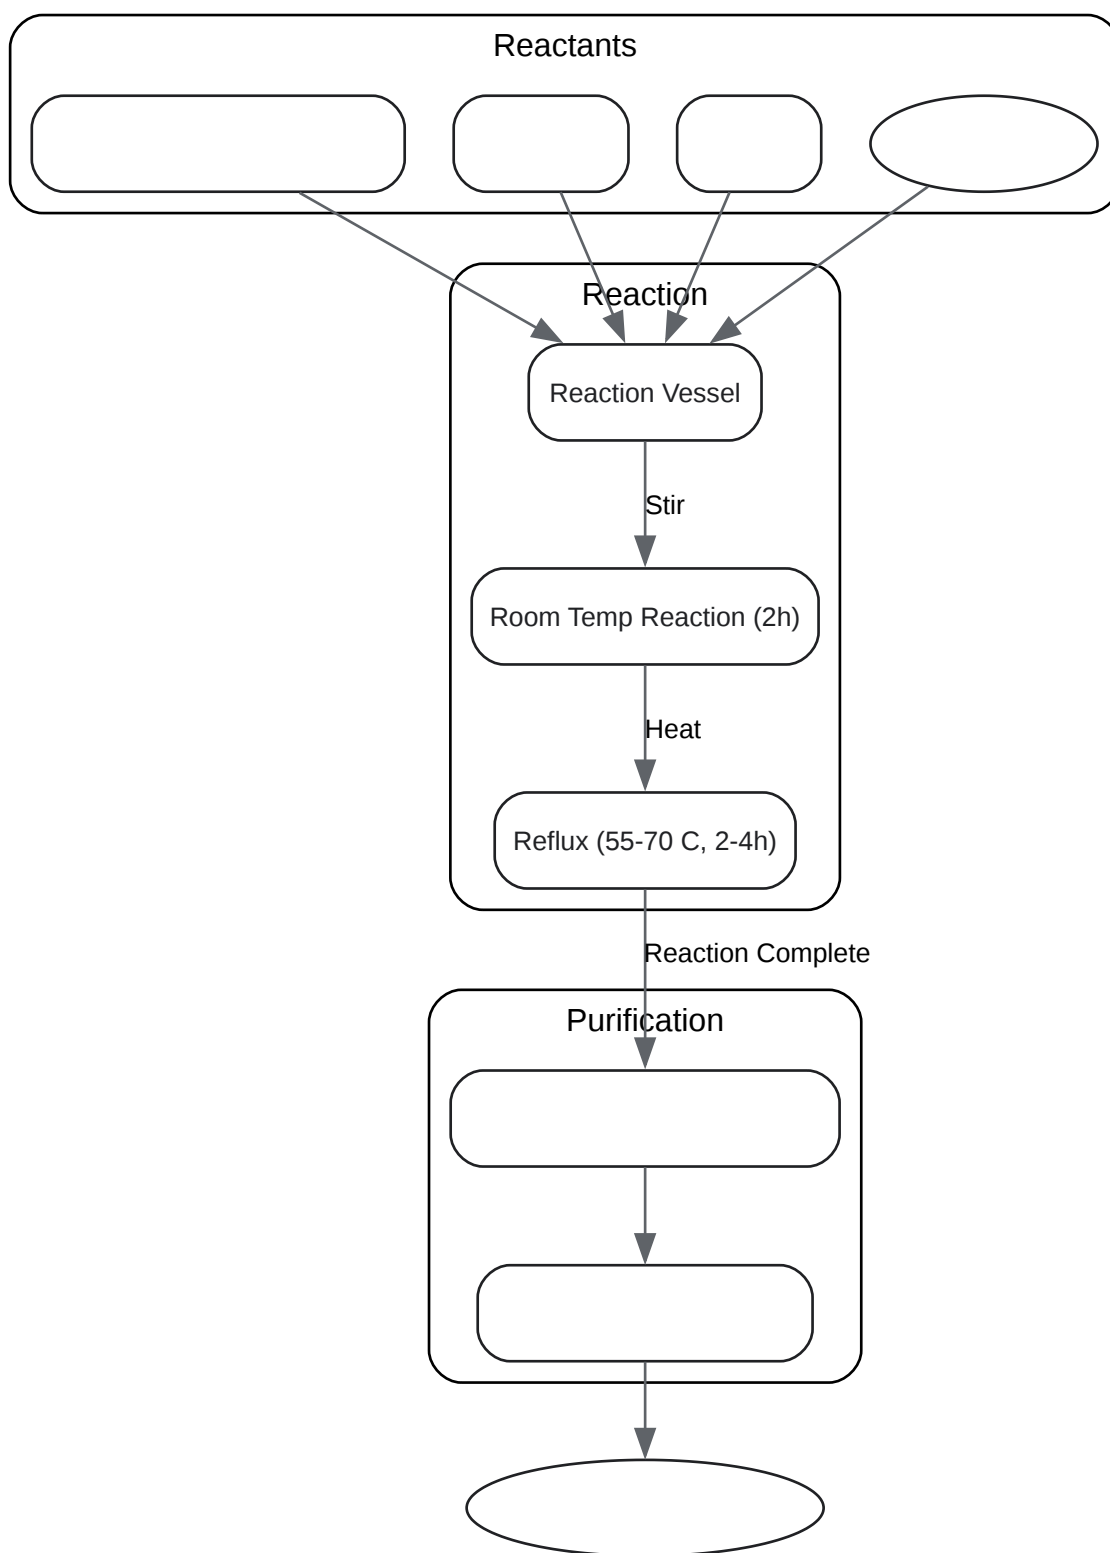 Reactants
Reaction
Reaction Vessel
Stir
Room Temp Reaction (2h)
Heat
Reflux (55-70 C, 2-4h)
Reaction Complete
Purification